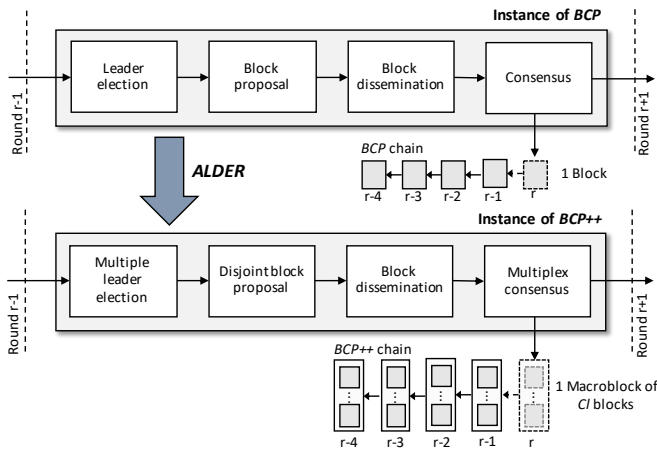 Instance of BCP
Round r-1
Leader
election
Block
proposal
Block
dissemination
Consensus
Round r+1
BCP chain
r-4
r-3
r-2
r-1
r
1 Block
ALDER
Instance of BCP++
Round r-1
Multiple
leader
election
Disjoint block
proposal
Block
dissemination
Multiplex
consensus
Round r+1
BCP++ chain
r-4
r-3
r-2
r-1
r
1 Macroblock of
Cl blocks